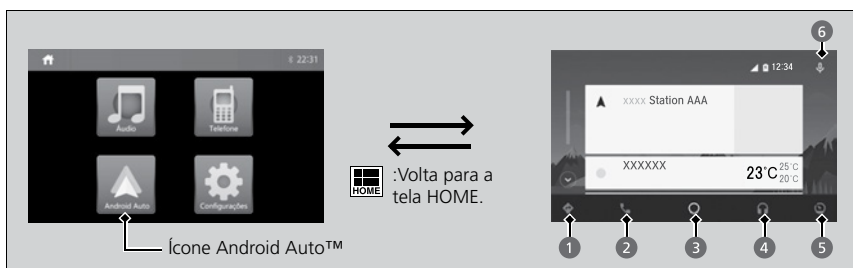 22:31
Áudio
Telefone
Android Auto
Configurações
Ícone Android Auto™
HOME
:Volta para a
tela HOME.
6
12:34
xxxx Station AAA
XXXXXX
23°C
25°C
20°C
1
2
3
4
5